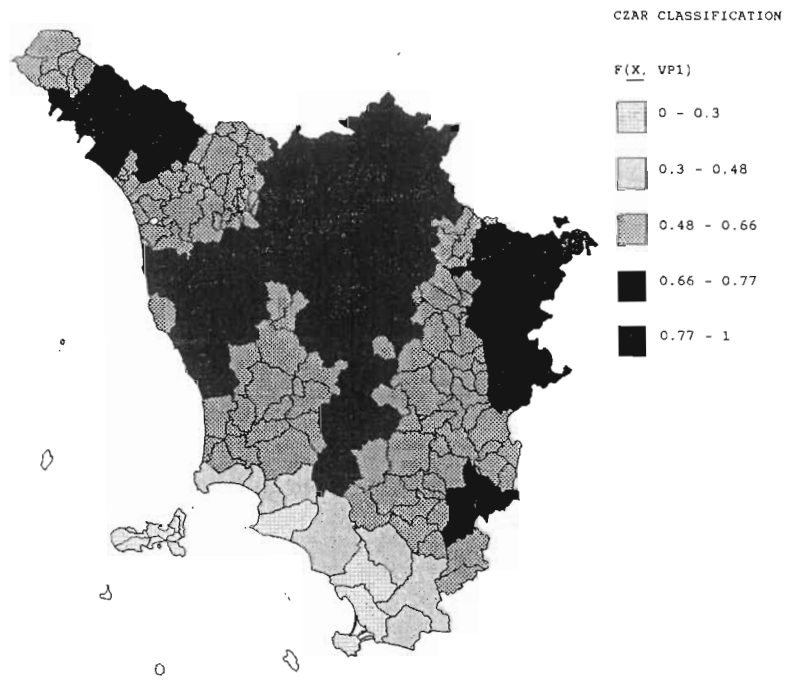 CZAR CLASSIFICATION
F(X, VP1)
0 - 0.3
0.3 - 0.48
0.48 - 0.66
0.66 - 0.77
0.77 - 1